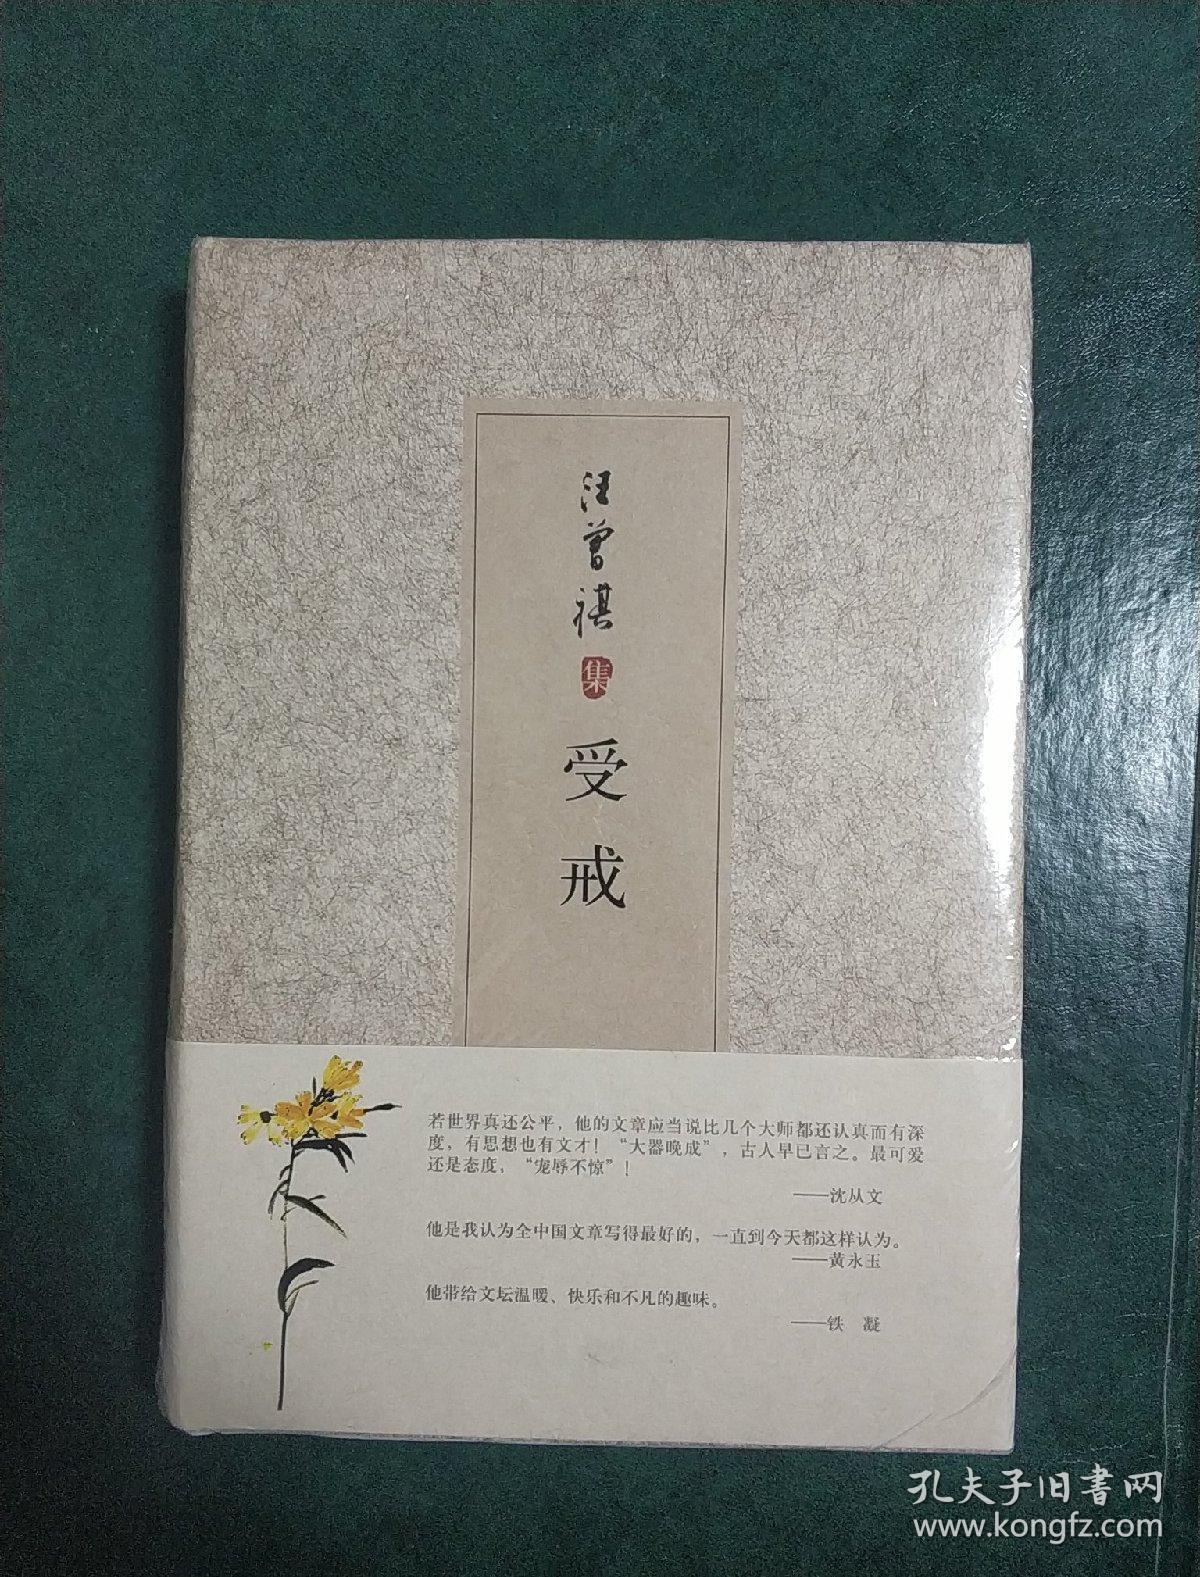 汪曾祺
集
受戒
若世界真还公平，他的文章应当说比几个大师都还认真而有深
度，有思想也有文才！“大器晚成”，古人早已言之。最可爱
还是态度，“宠辱不惊”！
——沈从文
他是我认为全中国文章写得最好的，一直到今天都这样认为。
——黄永玉
他带给文坛温暖、快乐和不凡的趣味。
——铁 凝
孔夫子旧书网
www.kongfz.com